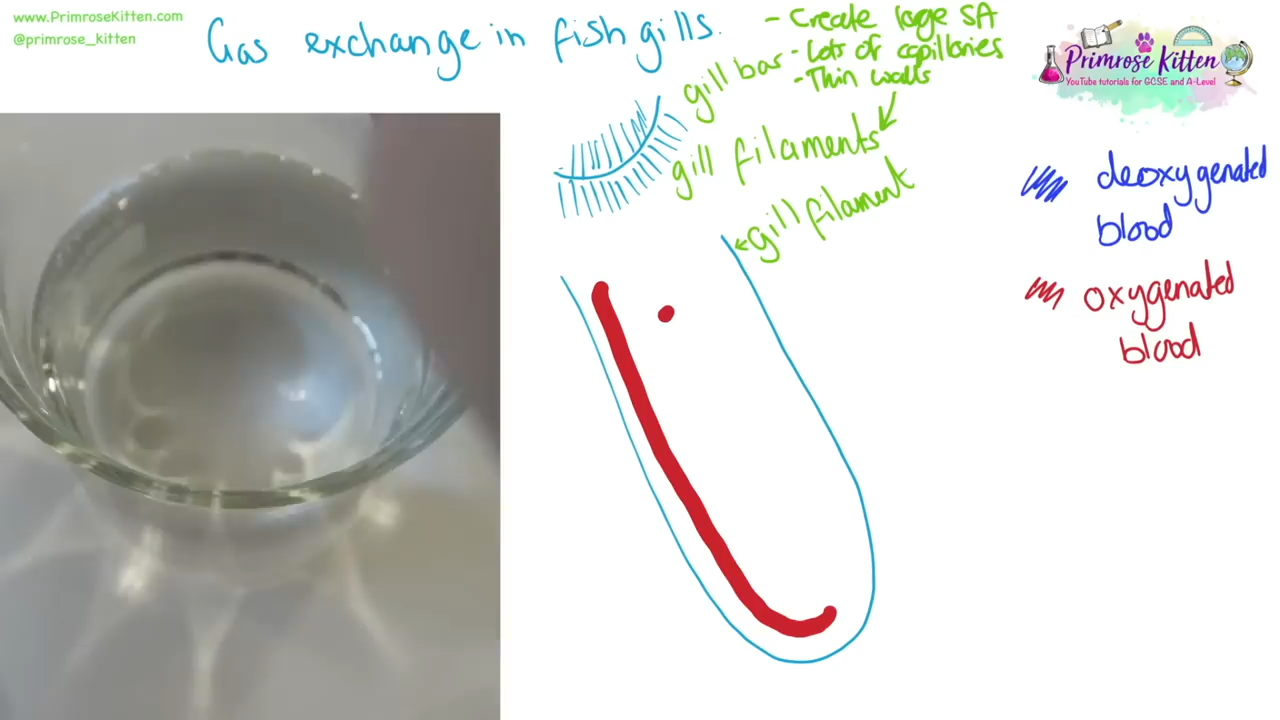 www.PrimroseKitten.com
@primrose_kitten
Gas exchange in fish gills.
- Create large SA
- Lots of capillaries
- Thin walls
gill bar
gill filaments
gill filament
Primrose Kitten
YouTube tutorials for GCSE and A-Level
deoxygenated
blood
oxygenated
blood